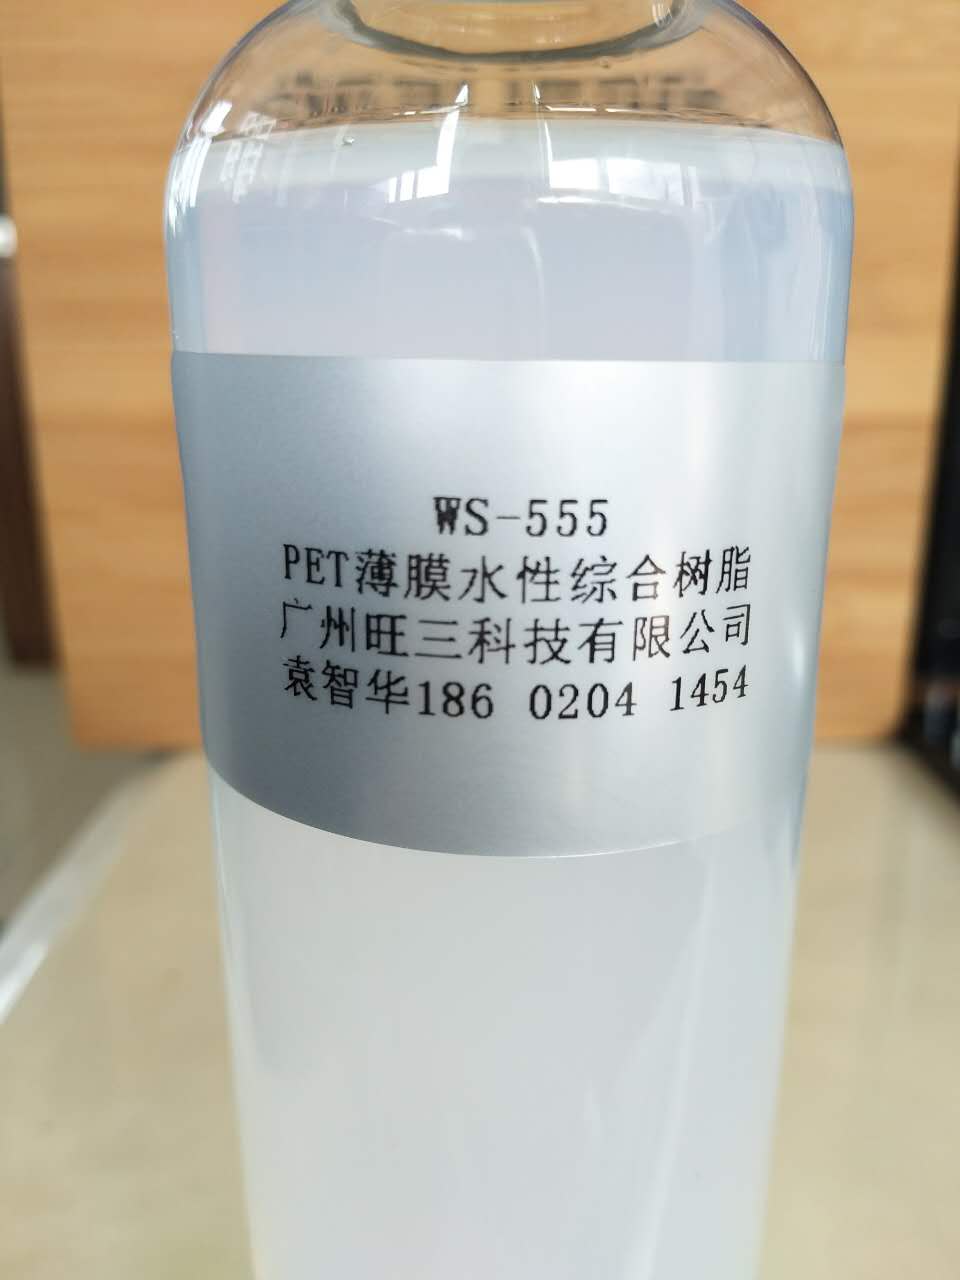 WS-555
PET薄膜水性综合树脂
广州旺三科技有限公司
袁智华186 0204 1454